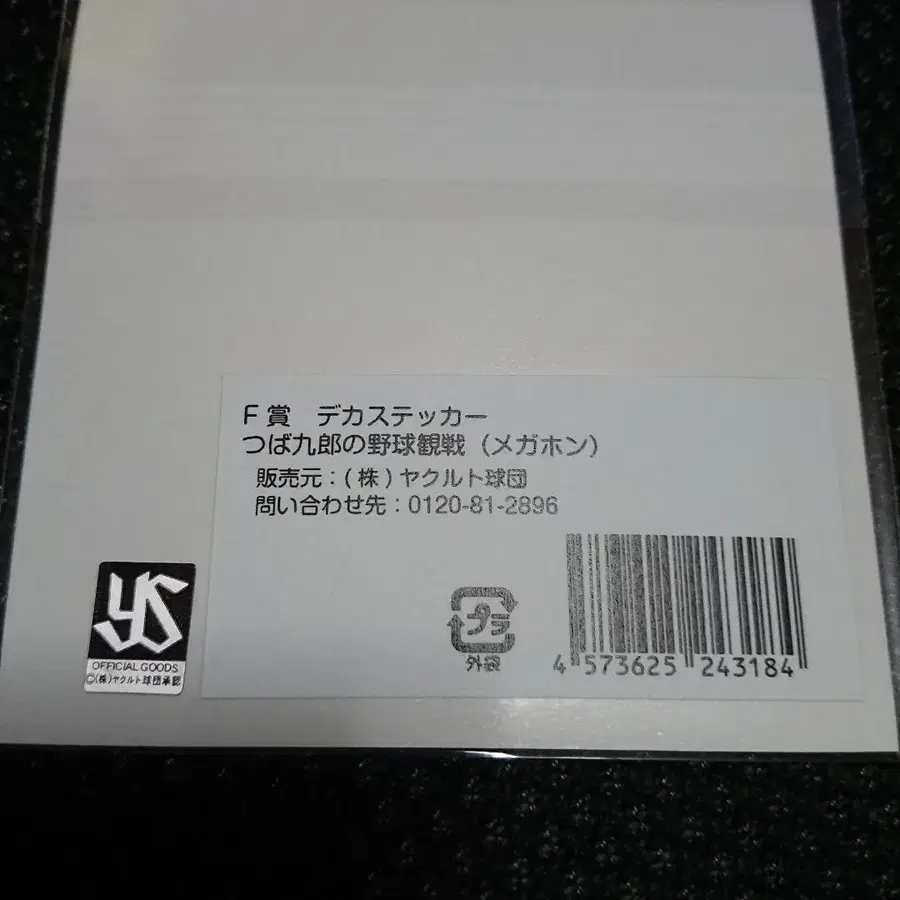 F賞 デカステッカー
つば九郎の野球観戦（メガホン）
販売元：(株)ヤクルト球団
問い合わせ先：0120-81-2896
プラ
外袋
4 573625 243184
YS
OFFICIAL GOODS
©(株)ヤクルト球団承認